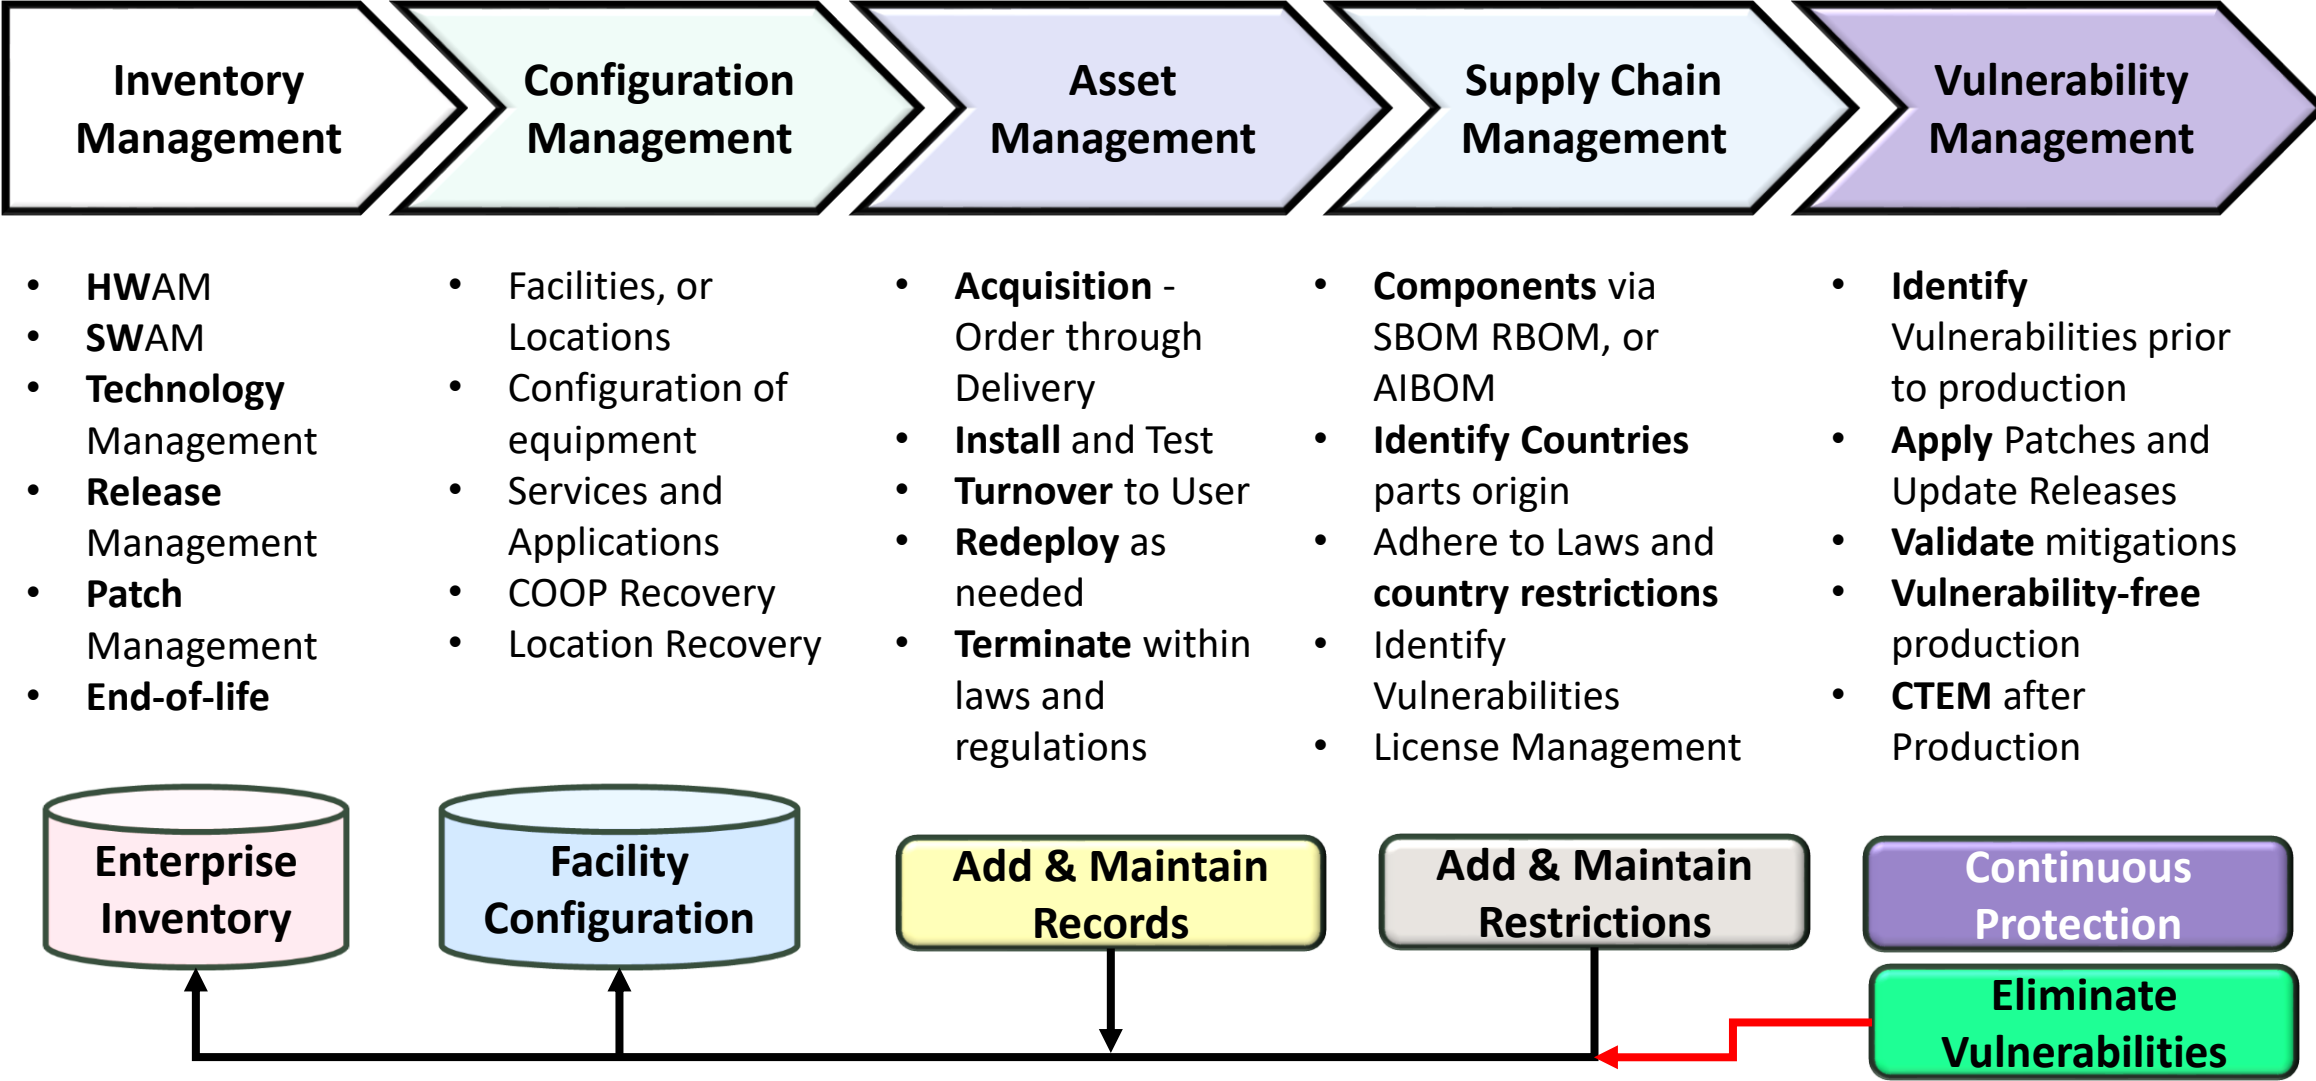 Inventory
Management
Configuration
Management
Asset
Management
Supply Chain
Management
Vulnerability
Management
• HWAM
• SWAM
• Technology
Management
• Release
Management
• Patch
Management
• End-of-life
• Facilities, or
Locations
• Configuration of
equipment
• Services and
Applications
• COOP Recovery
• Location Recovery
• Acquisition -
Order through
Delivery
• Install and Test
• Turnover to User
• Redeploy as
needed
• Terminate within
laws and
regulations
• Components via
SBOM RBOM, or
AIBOM
• Identify Countries
parts origin
• Adhere to Laws and
country restrictions
• Identify
Vulnerabilities
• License Management
• Identify
Vulnerabilities prior
to production
• Apply Patches and
Update Releases
• Validate mitigations
• Vulnerability-free
production
• CTEM after
Production
Enterprise
Inventory
Facility
Configuration
Add & Maintain
Records
Add & Maintain
Restrictions
Continuous
Protection
Eliminate
Vulnerabilities